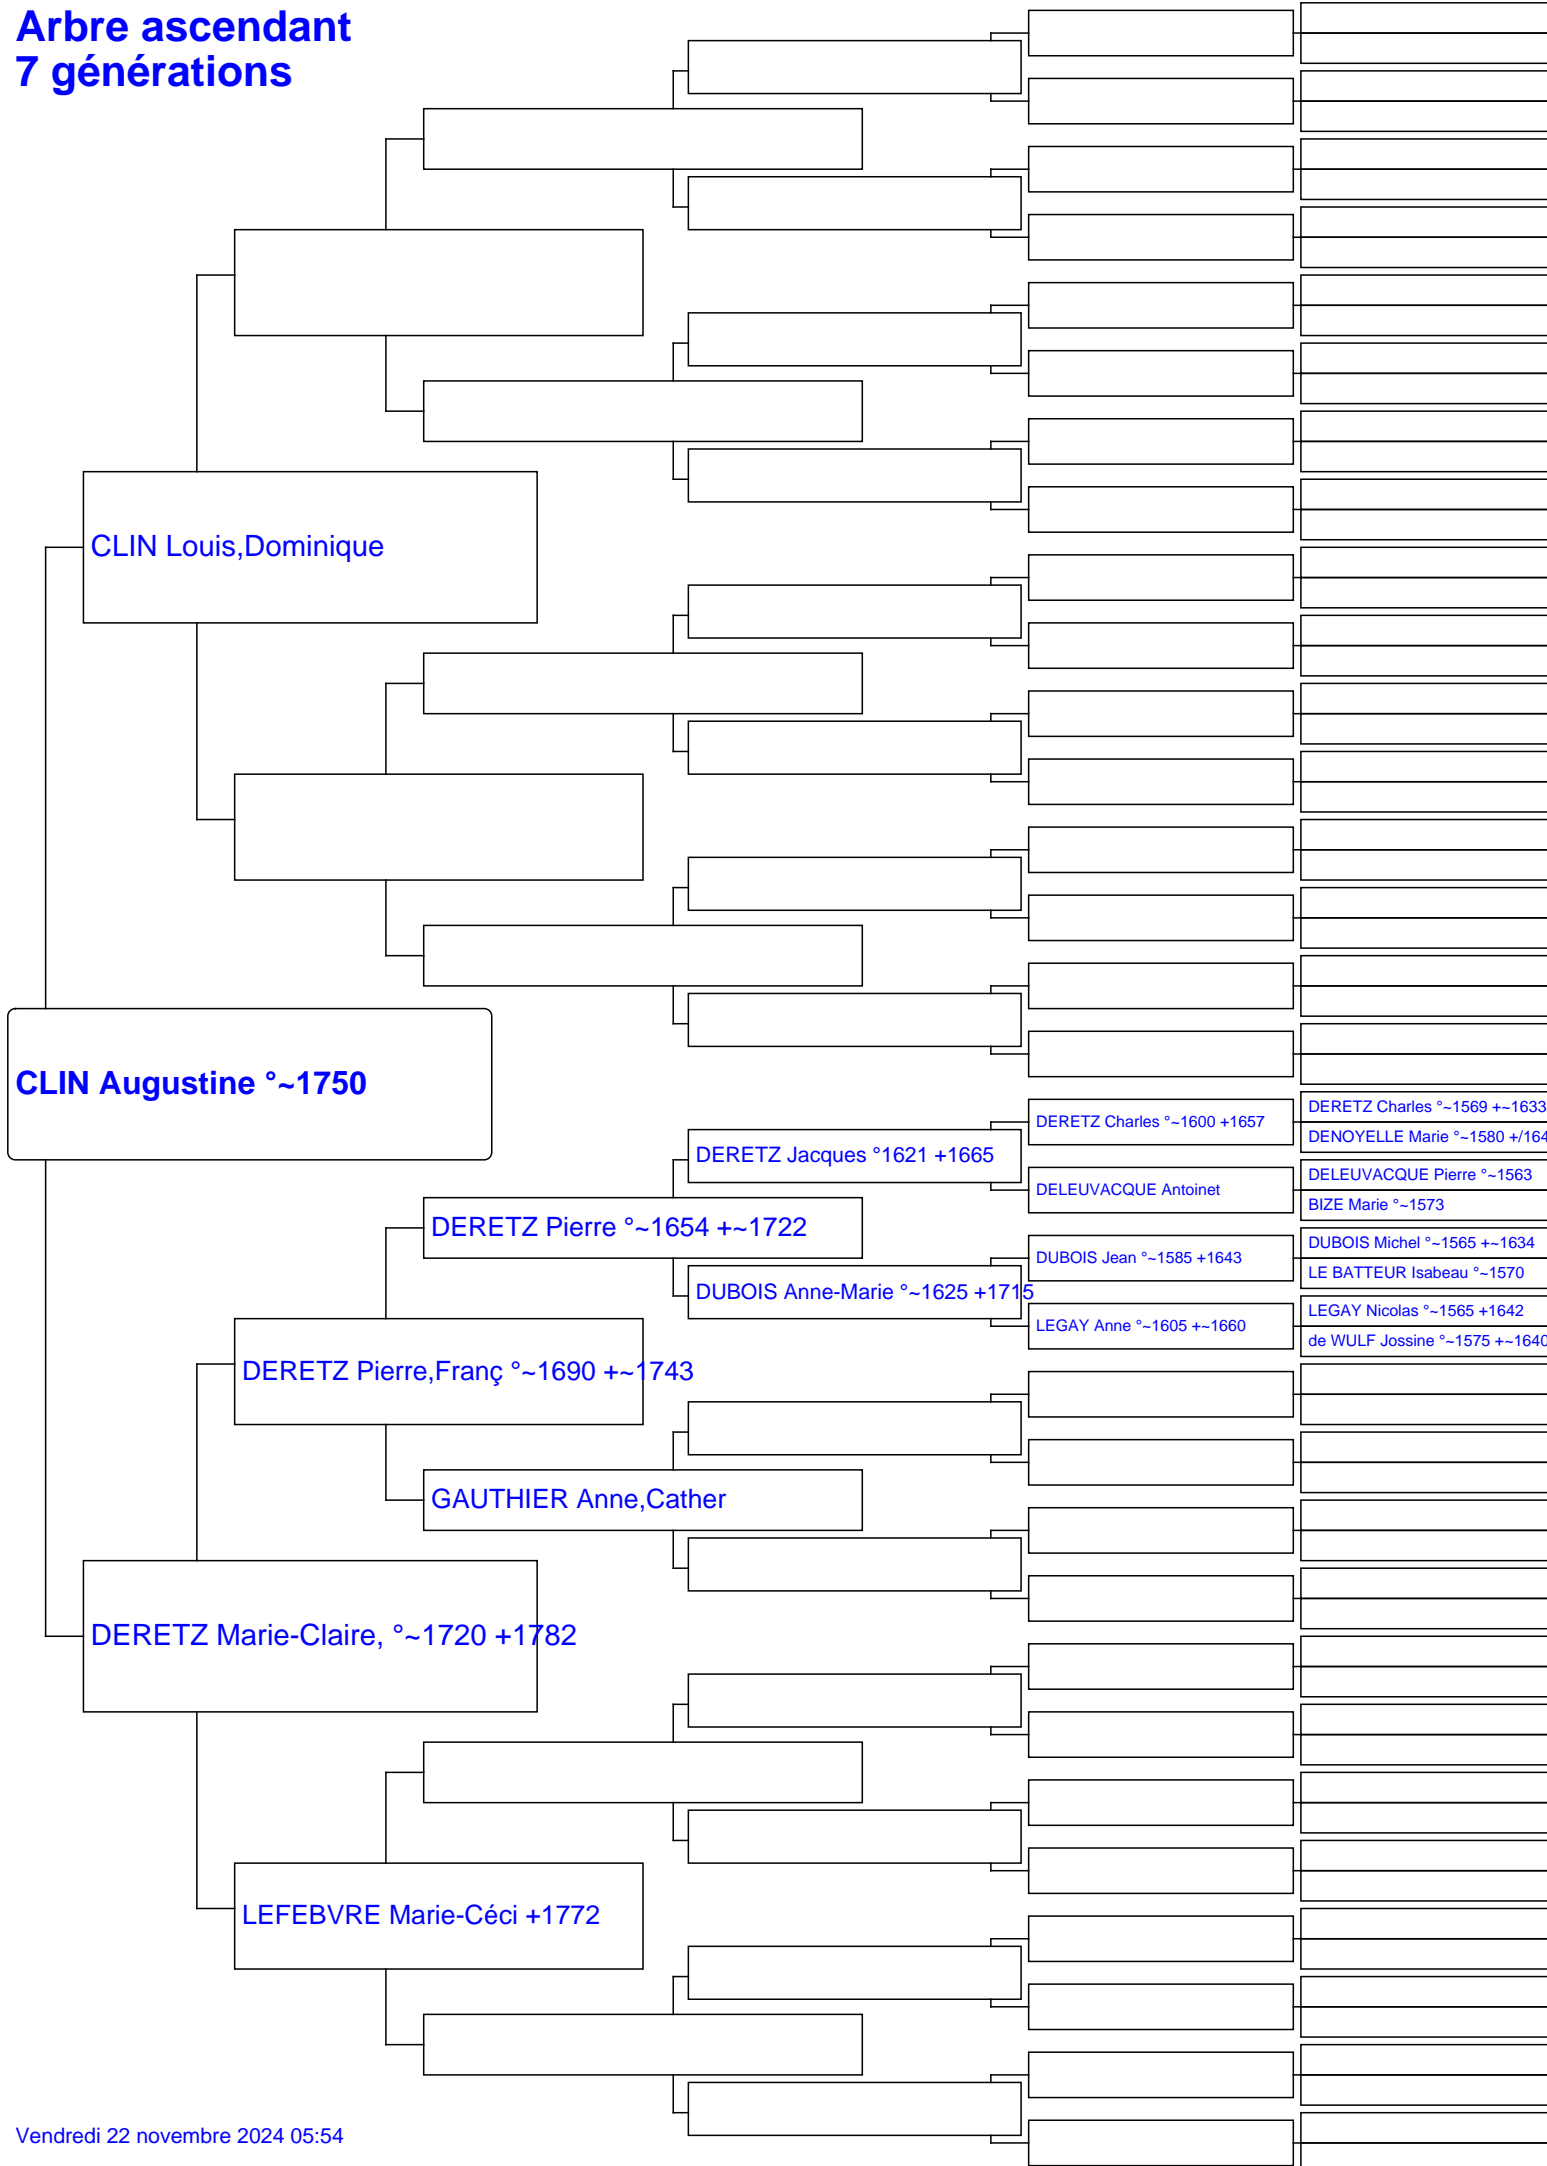 Arbre ascendant
7 générations
CLIN Louis,Dominique
CLIN Augustine °~1750
DERETZ Charles °~1569 +~1633
DERETZ Charles °~1600 +1657
DENOYELLE Marie °~1580 +/164
DERETZ Jacques °1621 +1665
DELEUVACQUE Pierre °~1563
DELEUVACQUE Antoinet
BIZE Marie °~1573
DERETZ Pierre °~1654 +~1722
DUBOIS Michel °~1565 +~1634
DUBOIS Jean °~1585 +1643
LE BATTEUR Isabeau °~1570
DUBOIS Anne-Marie °~1625 +1715
LEGAY Nicolas °~1565 +1642
LEGAY Anne °~1605 +~1660
de WULF Jossine °~1575 +~1640
DERETZ Pierre,Franç °~1690 +~1743
GAUTHIER Anne,Cather
DERETZ Marie-Claire, °~1720 +1782
LEFEBVRE Marie-Céci +1772
Vendredi 22 novembre 2024 05:54